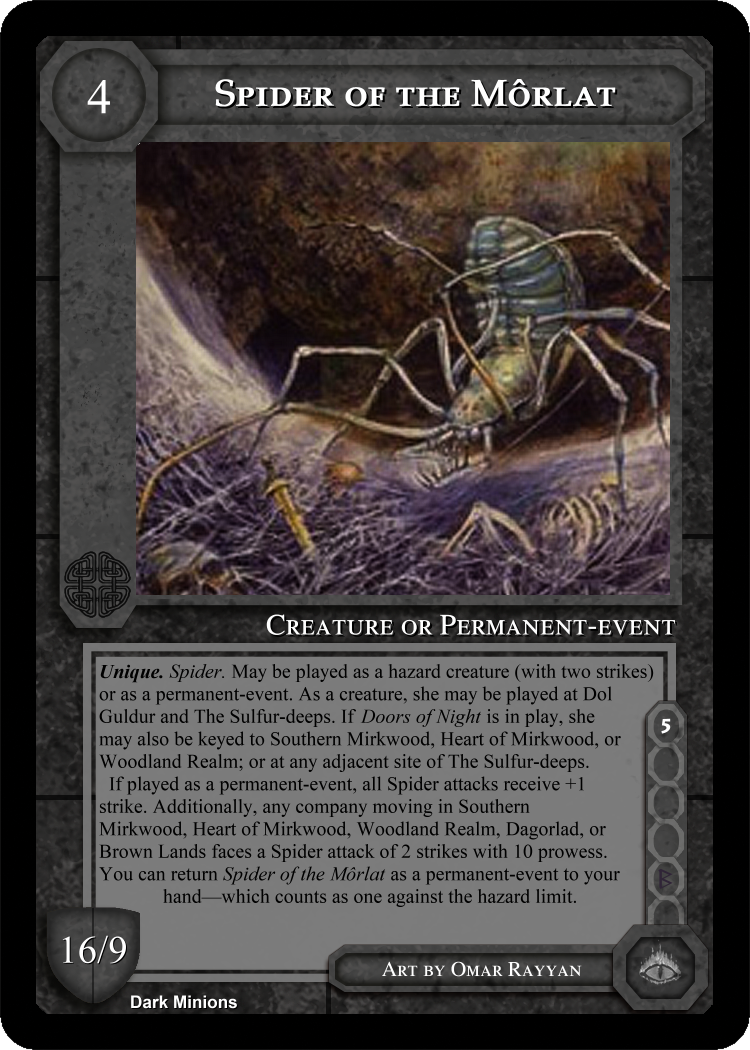 4
SPIDER OF THE MÔRLAT
CREATURE OR PERMANENT-EVENT
Unique. Spider. May be played as a hazard creature (with two strikes)
or as a permanent-event. As a creature, she may be played at Dol
Guldur and The Sulfur-deeps. If Doors of Night is in play, she
may also be keyed to Southern Mirkwood, Heart of Mirkwood, or
Woodland Realm; or at any adjacent site of The Sulfur-deeps.
If played as a permanent-event, all Spider attacks receive +1
strike. Additionally, any company moving in Southern
Mirkwood, Heart of Mirkwood, Woodland Realm, Dagorlad, or
Brown Lands faces a Spider attack of 2 strikes with 10 prowess.
You can return Spider of the Môrlat as a permanent-event to your
hand—which counts as one against the hazard limit.
5
16/9
ART BY OMAR RAYYAN
Dark Minions